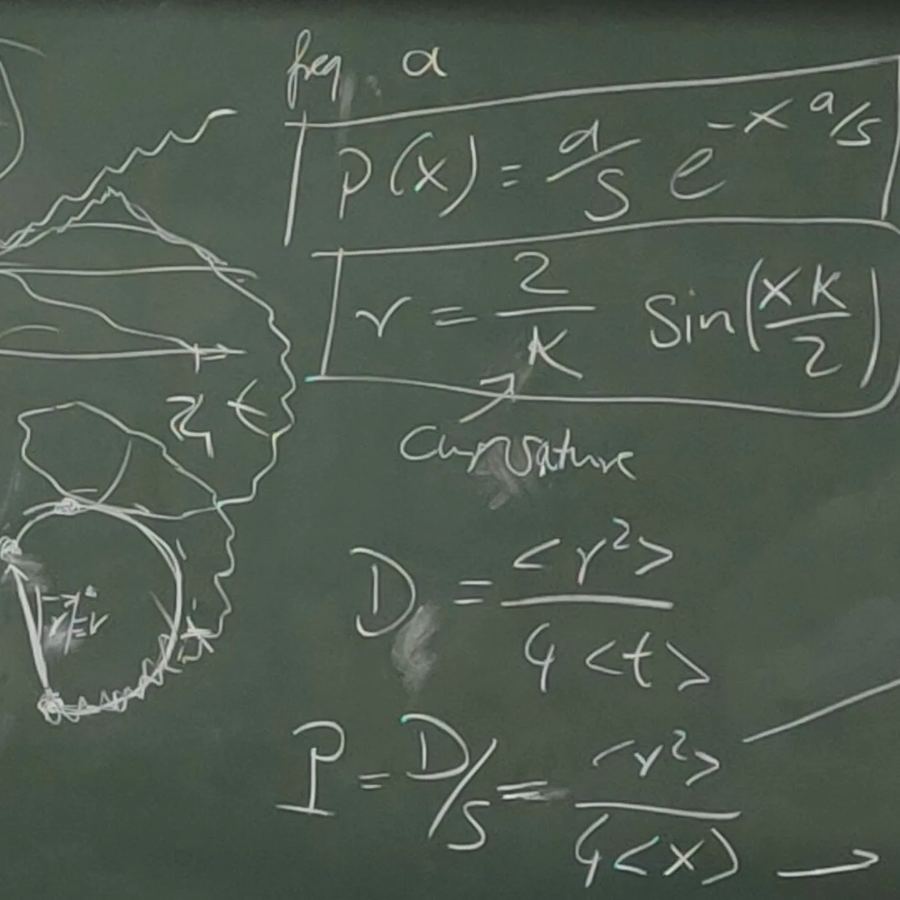 freq. a
P(x) = a/s e^{-x a/s}
r = 2/K Sin(xK/2)
Curvature
D = <r²> / 4<t>
P = D/s = <r²> / 4<x> →